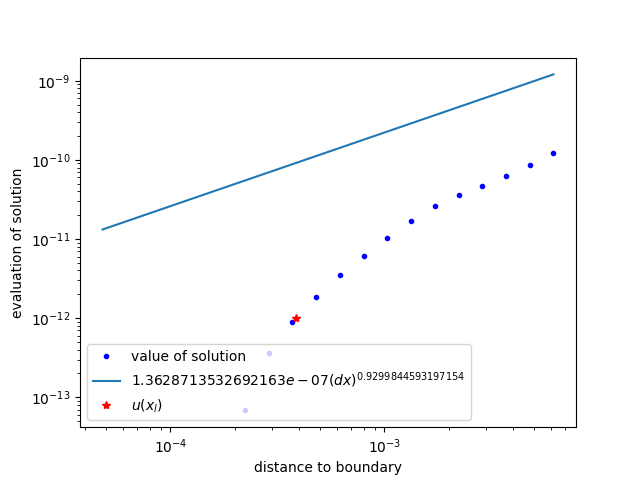 10⁻⁹
10⁻¹⁰
10⁻¹¹
10⁻¹²
10⁻¹³
evaluation of solution
value of solution
1.3628713532692163e − 07(dx)^0.9299844593197154
u(x_l)
10⁻⁴
10⁻³
distance to boundary